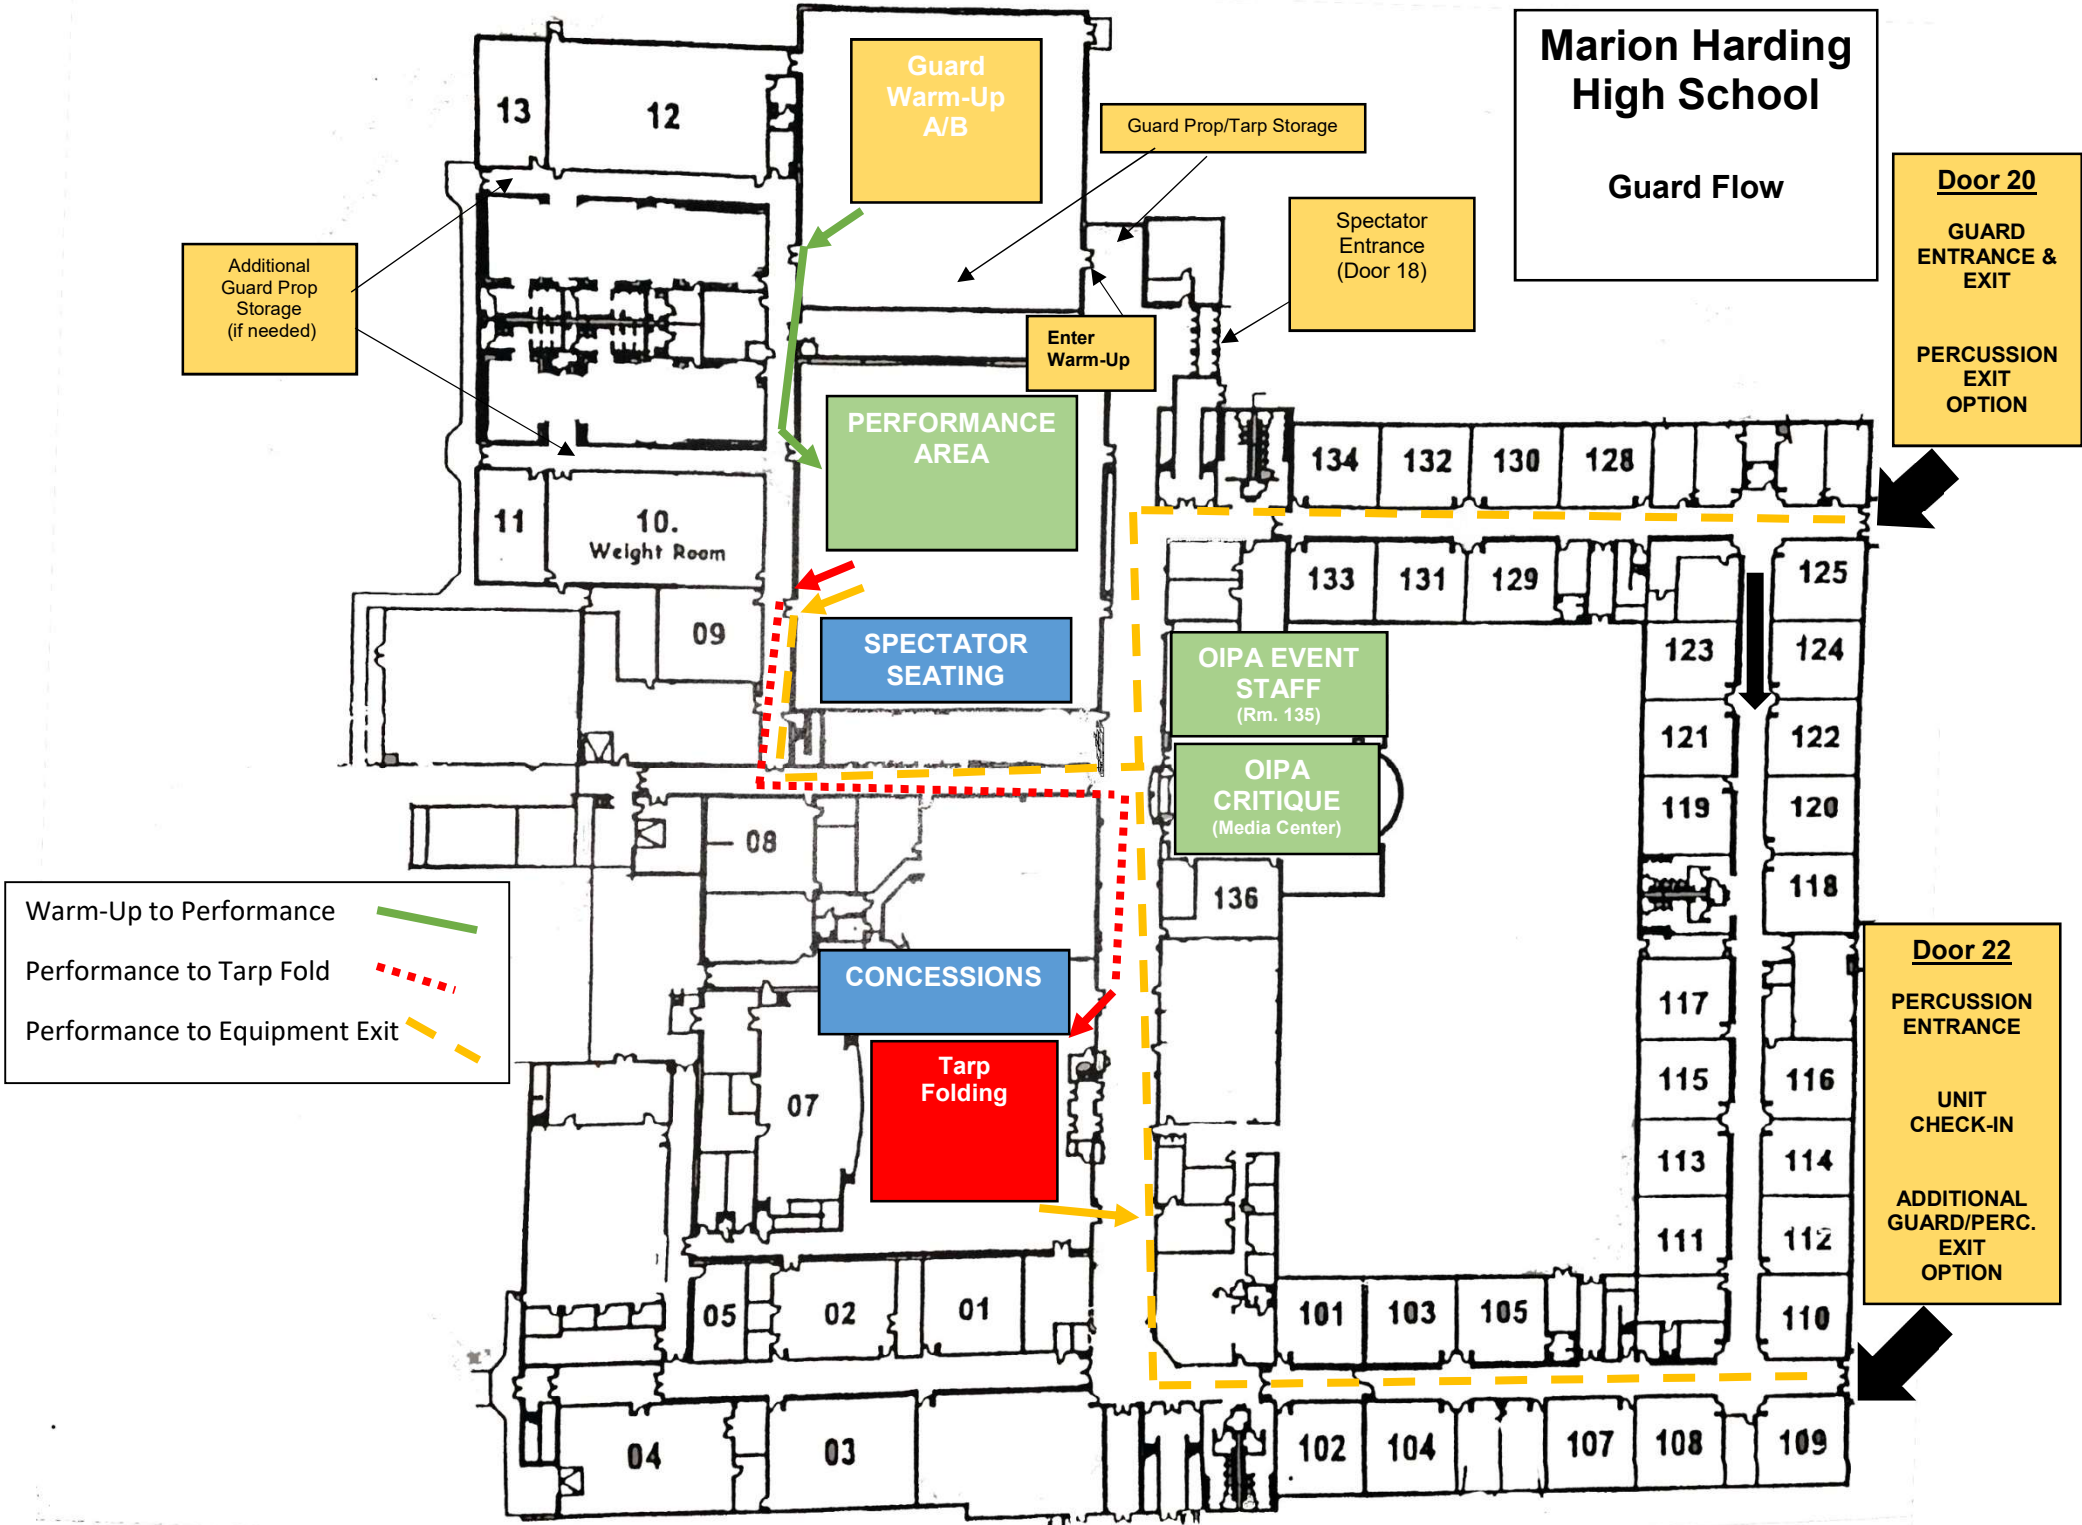 Marion Harding
High School
Guard Flow
Guard
Warm-Up
A/B
Guard Prop/Tarp Storage
Spectator
Entrance
(Door 18)
Door 20
GUARD
ENTRANCE &
EXIT
PERCUSSION
EXIT
OPTION
Additional
Guard Prop
Storage
(if needed)
Enter
Warm-Up
PERFORMANCE
AREA
13
12
11
10.
Weight Room
09
134
132
130
128
133
131
129
125
123
124
121
122
119
120
118
SPECTATOR
SEATING
OIPA EVENT
STAFF
(Rm. 135)
OIPA
CRITIQUE
(Media Center)
08
136
Warm-Up to Performance
Performance to Tarp Fold
Performance to Equipment Exit
CONCESSIONS
Tarp
Folding
07
117
115
116
113
114
111
112
110
Door 22
PERCUSSION
ENTRANCE
UNIT
CHECK-IN
ADDITIONAL
GUARD/PERC.
EXIT
OPTION
05
02
01
101
103
105
04
03
102
104
107
108
109